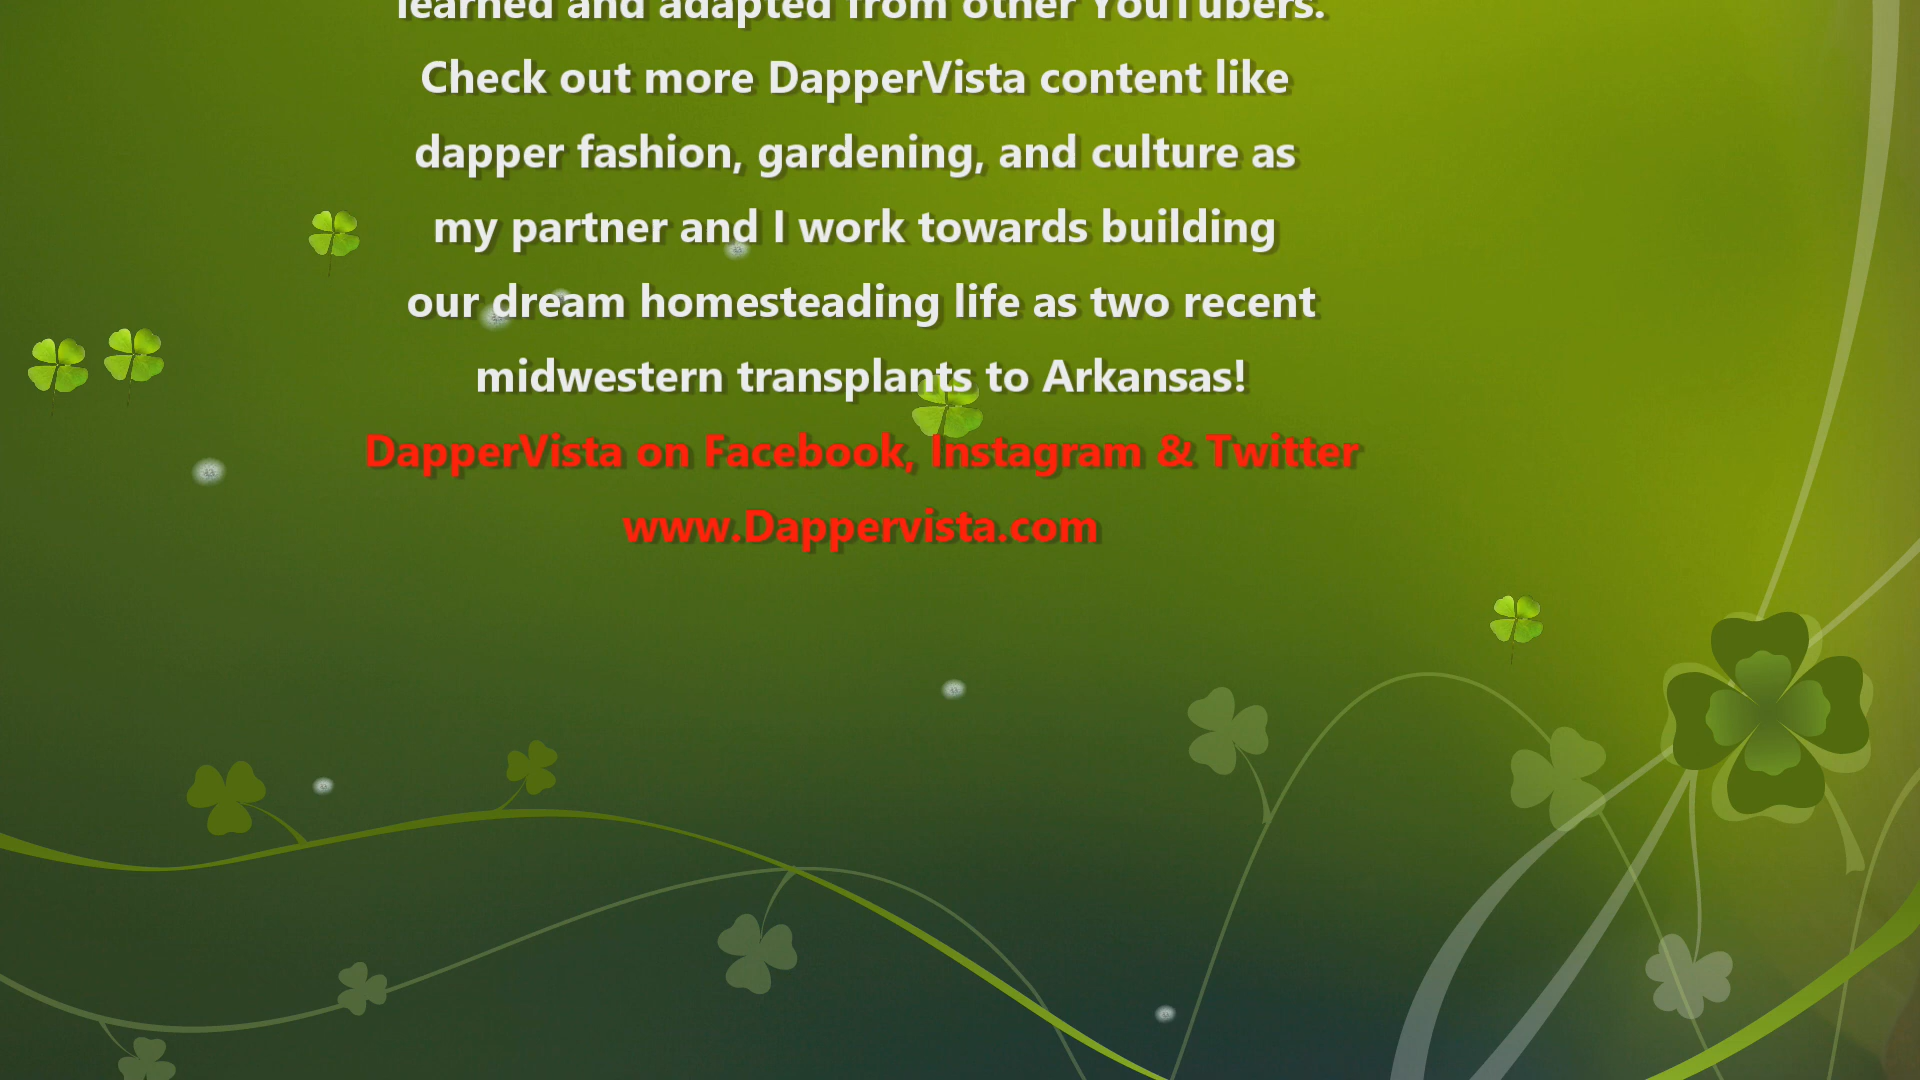 learned and adapted from other YouTubers.
Check out more DapperVista content like
dapper fashion, gardening, and culture as
my partner and I work towards building
our dream homesteading life as two recent
midwestern transplants to Arkansas!
DapperVista on Facebook, Instagram & Twitter
www.Dappervista.com